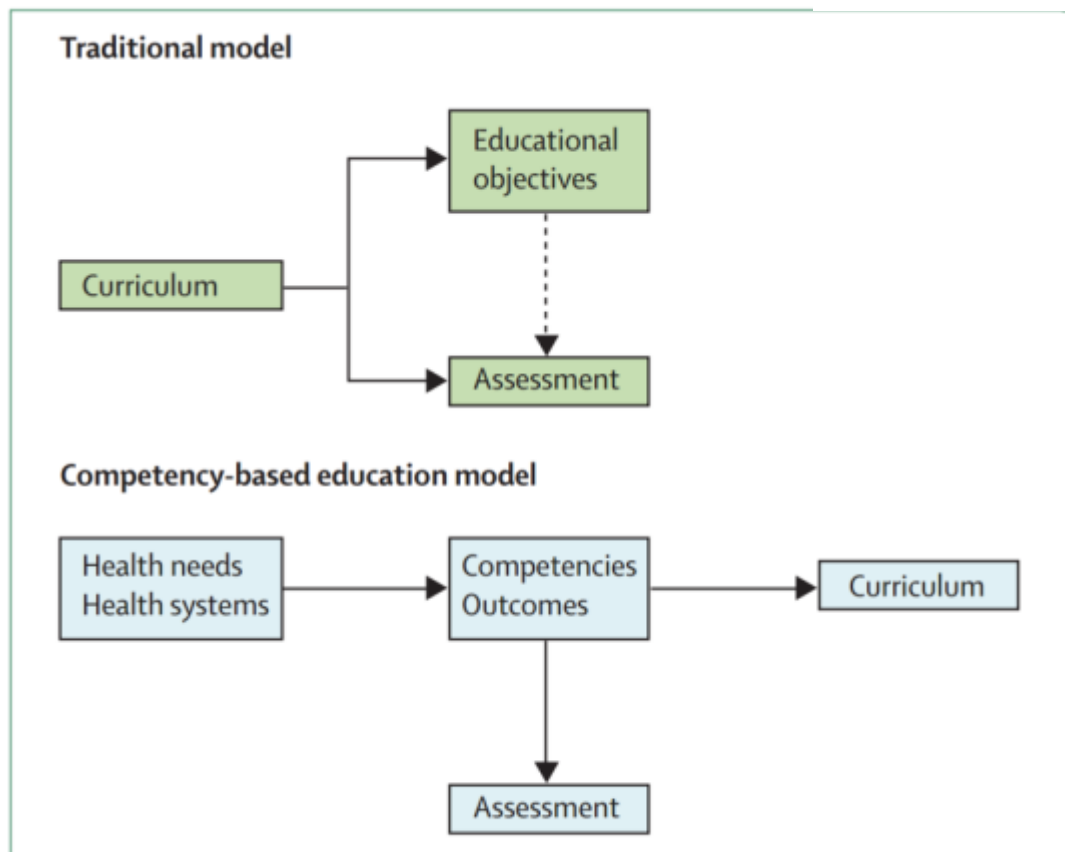 Traditional model
Educational
objectives
Curriculum
Assessment
Competency-based education model
Health needs
Health systems
Competencies
Outcomes
Curriculum
Assessment